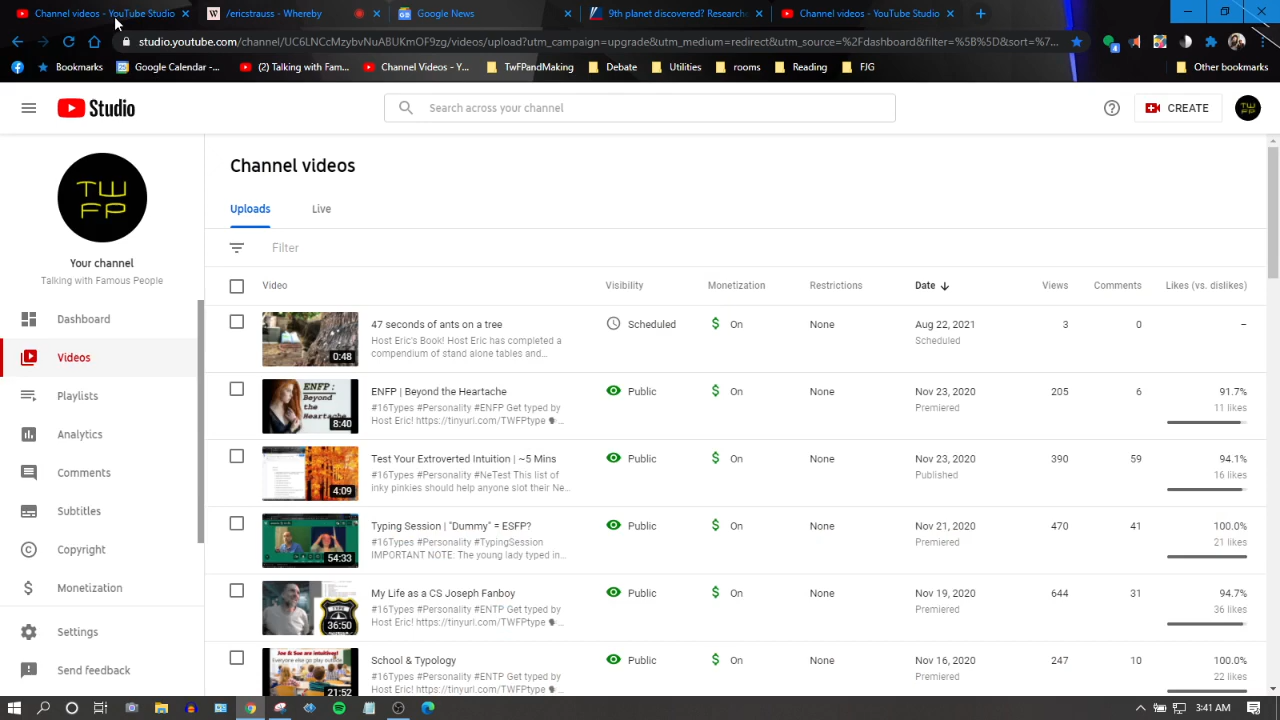 Channel videos - YouTube Studio
/ericstauss - Whereby
Google News
9th planet discovered? Researche
Channel videos - YouTube Studio
studio.youtube.com/channel/UC6LNCcMzybvNuABUKmOF9zg/videos/upload?utm_campaign=upgrade&utm_medium=redirect&utm_source=%2Fdashboard&filter=%5B%5D&sort=%7...
Bookmarks
Google Calendar -...
(2) Talking with Fam...
Channel Videos - Y...
TwFPandMaking
Debate
Utilities
rooms
Reading
FJG
Other bookmarks
Studio
Search across your channel
CREATE
TW
FP
Your channel
Talking with Famous People
Dashboard
Videos
Playlists
Analytics
Comments
Subtitles
Copyright
Monetization
Settings
Send feedback
Channel videos
Uploads Live
Filter
Video Visibility Monetization Restrictions Date Views Comments Likes (vs. dislikes)
47 seconds of ants on a tree Scheduled On None Aug 22, 2021 3 0 –
Host Eric's Book! Host Eric has completed a Scheduled
compendium of stand alone tactics and...
0:48
ENFP | Beyond the Heartache Public On None Nov 23, 2020 205 6 91.7%
#16Types #Personality #ENFP Get typed by Premiered 11 likes
Host Eric! https://tinyurl.com/TWFPtype
ENFP:
Beyond
the
Heartache
8:40
Test Your Extroverted Intuition | ~5 Mins Public On None Nov 23, 2020 390 59 94.1%
#16Types #Personality #NeTest This list of Published 16 likes
inky pinkies should help anyone slot their Ne...
4:09
Typing Session | "Dummy" = ESFP? Public On None Nov 21, 2020 470 41 100.0%
#16Types #Personality #TypingSession Premiered 21 likes
IMPORTANT NOTE: The young lady typed in...
54:33
My Life as a CS Joseph Public On None Nov 19, 2020 644 31 94.7%
#16Types #Personality #ENTP Get typed by Premiered 36 likes
Host Eric! https://tinyurl.com/TWFPtype
36:50
Public On None Nov 16, 2020 247 100.0%
#16Types #Personality #ENTP Get typed by Premiered 22 likes
Everyone else go play outside
21:52
3:41 AM